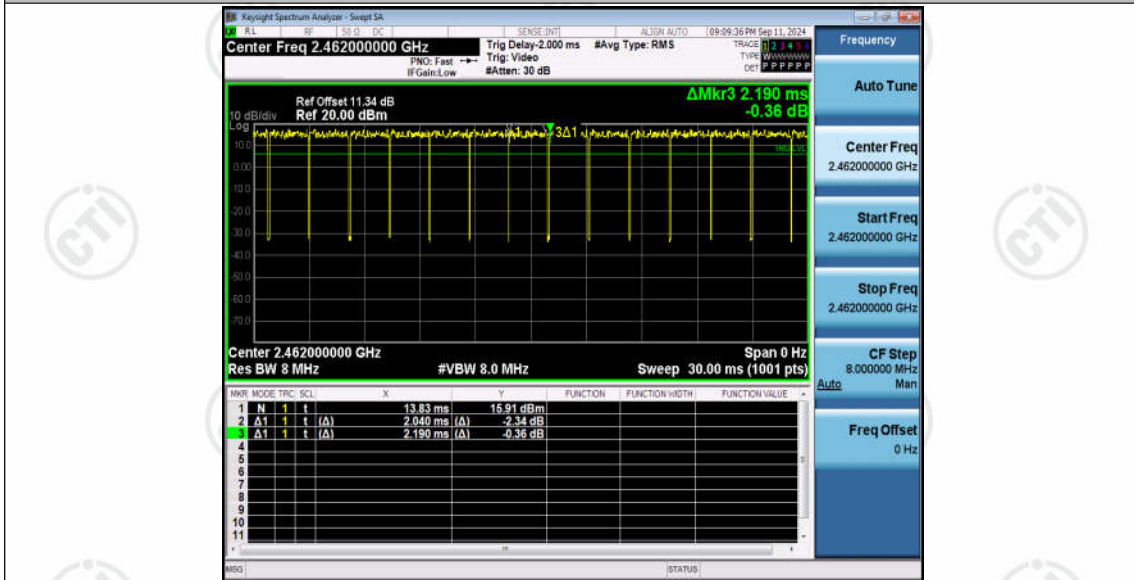 Keysight Spectrum Analyzer - Swept SA
RL RF 50 Ω DC SENSE:INT ALIGN AUTO 09:09:36 PM Sep 11, 2024
Center Freq 2.462000000 GHz
PNO: Fast
IFGain:Low
Trig Delay-2.000 ms #Avg Type: RMS
Trig: Video
#Atten: 30 dB
TRACE 1 2 3 4 5 6
TYPE
DET P P P P P P
ΔMkr3 2.190 ms
-0.36 dB
Ref Offset 11.34 dB
10 dB/div Ref 20.00 dBm
Log
3Δ1
10.0
0.00
-10.0
-20.0
-30.0
-40.0
-50.0
-60.0
-70.0
Center 2.462000000 GHz Span 0 Hz
Res BW 8 MHz #VBW 8.0 MHz Sweep 30.00 ms (1001 pts)
MKR MODE TRC SCL X Y FUNCTION FUNCTION WIDTH FUNCTION VALUE
1 N 1 t 13.83 ms 15.91 dBm
2 Δ1 1 t (Δ) 2.040 ms (Δ) -2.34 dB
3 Δ1 1 t (Δ) 2.190 ms (Δ) -0.36 dB
4
5
6
7
8
9
10
11
MSG STATUS
Frequency
Auto Tune
Center Freq
2.462000000 GHz
Start Freq
2.462000000 GHz
Stop Freq
2.462000000 GHz
CF Step
8.000000 MHz
Auto Man
Freq Offset
0 Hz
CTI
CTI